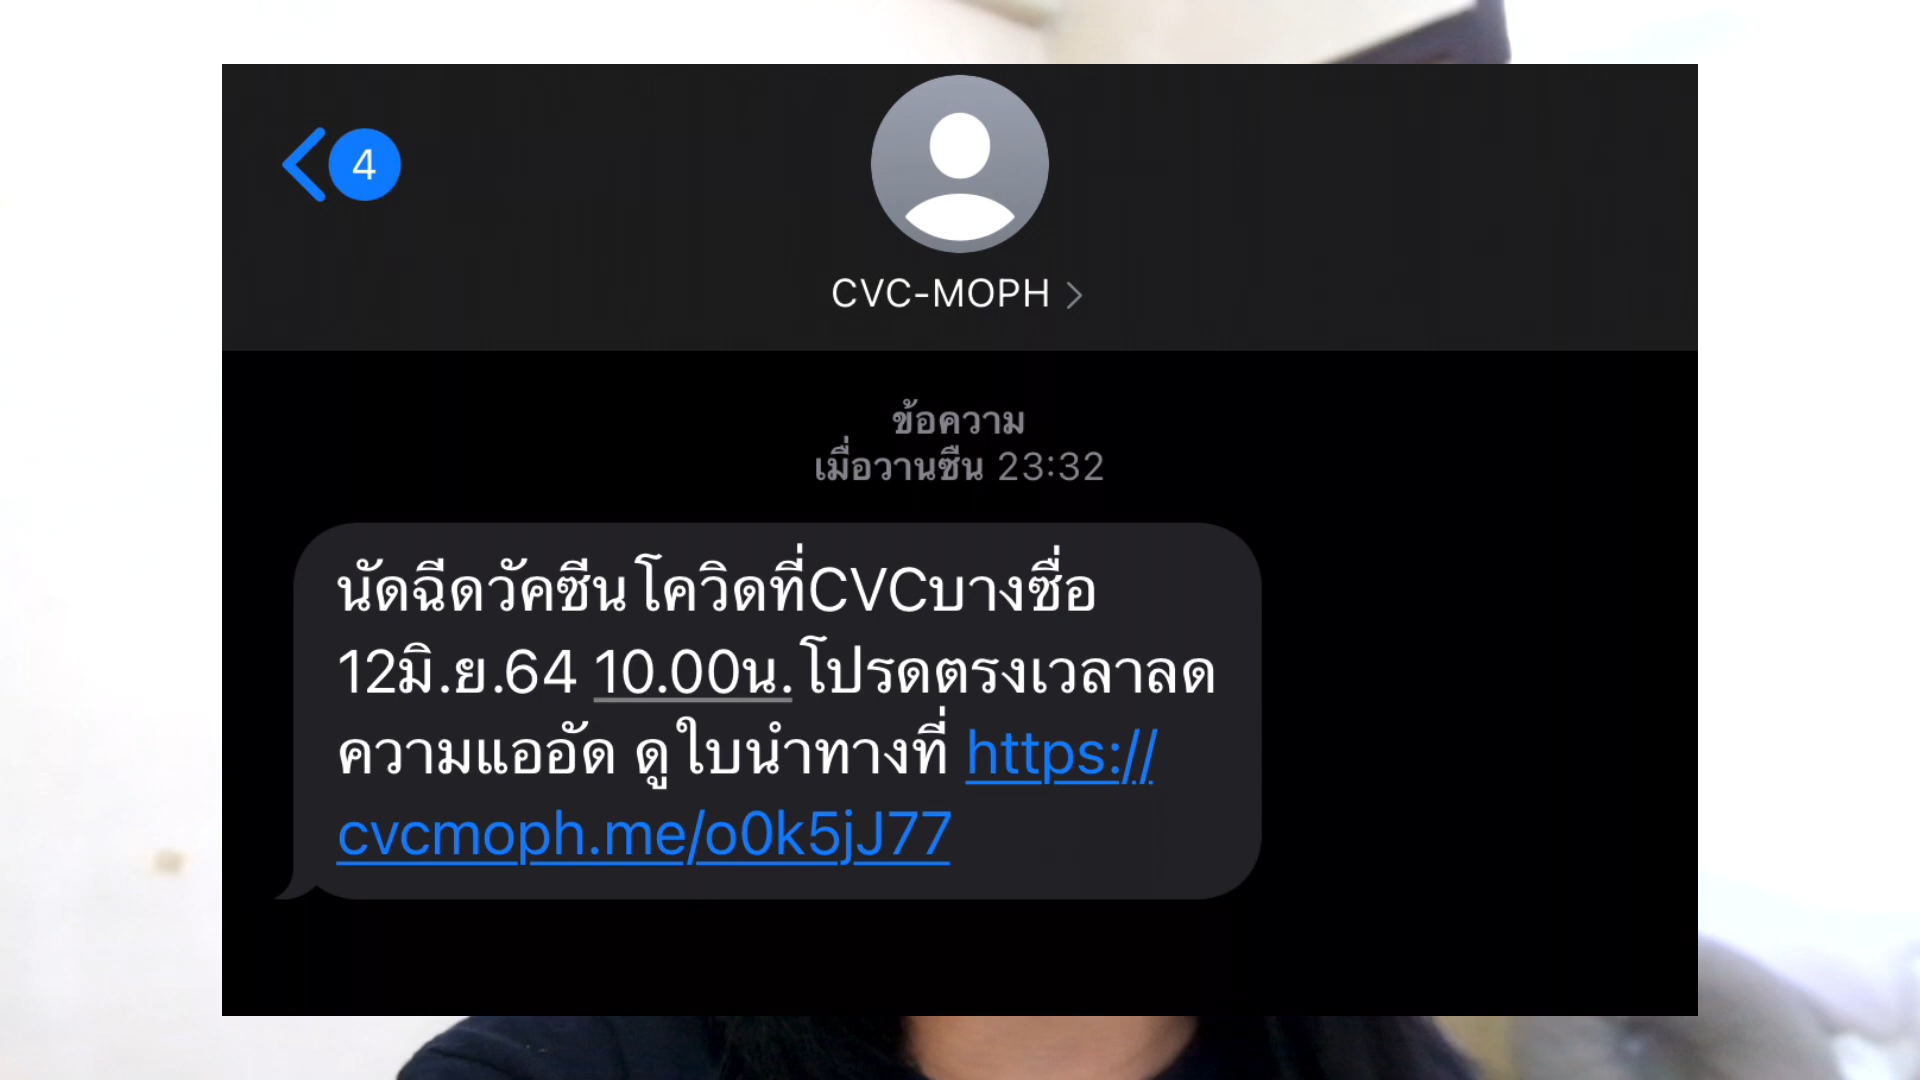 4
CVC-MOPH
ข้อความ
เมื่อวานซืน 23:32
นัดฉีดวัคซีนโควิดที่CVCบางซื่อ
12มิ.ย.64 10.00น.โปรดตรงเวลาลด
ความแออัด ดูใบนำทางที่ https://
cvcmoph.me/o0k5jJ77